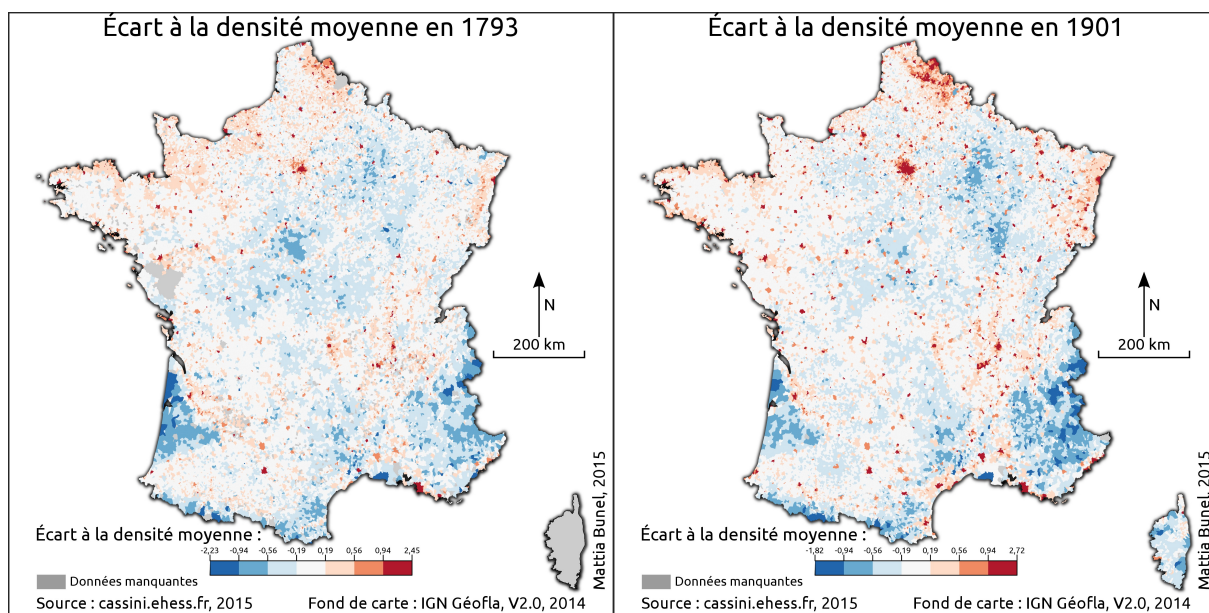 Écart à la densité moyenne en 1793
N
200 km
Mattia Bunel, 2015
Écart à la densité moyenne :
-2,23 -0,94 -0,56 -0,19 0,19 0,56 0,94 2,45
Données manquantes
Source : cassini.ehess.fr, 2015 Fond de carte : IGN Géofla, V2.0, 2014
Écart à la densité moyenne en 1901
N
200 km
Mattia Bunel, 2015
Écart à la densité moyenne :
-1,82 -0,94 -0,56 -0,19 0,19 0,56 0,94 2,72
Données manquantes
Source : cassini.ehess.fr, 2015 Fond de carte : IGN Géofla, V2.0, 2014